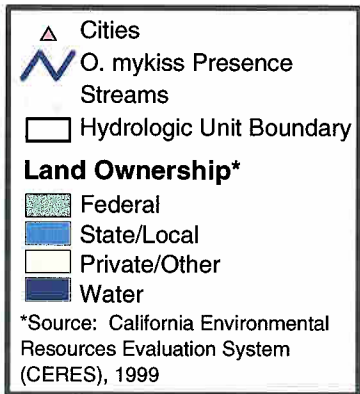 Cities
O. mykiss Presence
Streams
Hydrologic Unit Boundary
Land Ownership*
Federal
State/Local
Private/Other
Water
*Source: California Environmental
Resources Evaluation System
(CERES), 1999